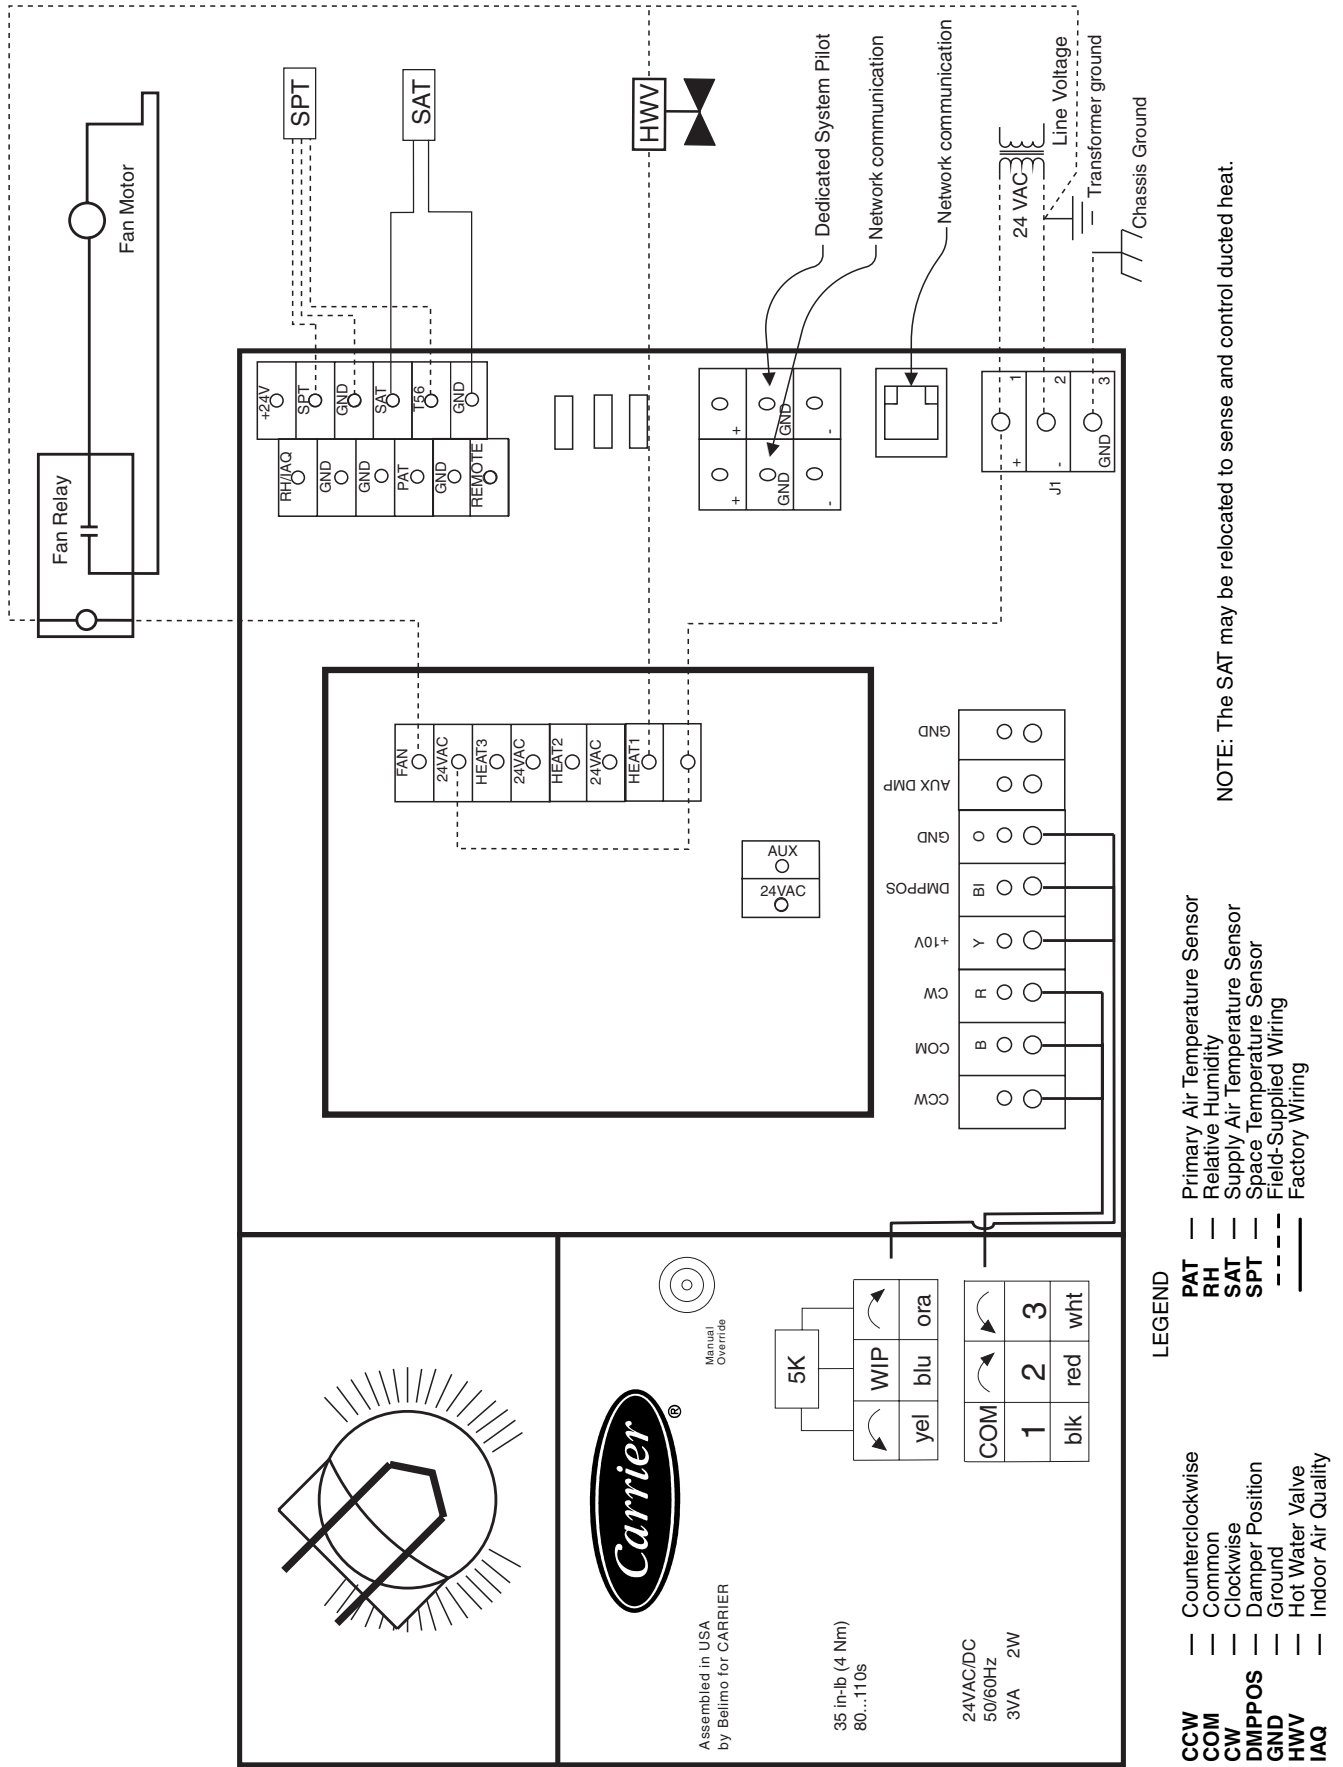 Fan Relay
Fan Motor
SPT
SAT
HWV
Dedicated System Pilot
Network communication
Network communication
24 VAC
Line Voltage
Transformer ground
Chassis Ground
+24V
SPT
GND
SAT
T56
GND
RH/IAQ
GND
GND
PAT
GND
REMOTE
+
GND
-
+
GND
-
1
2
3
+
-
GND
J1
FAN
24VAC
HEAT3
24VAC
HEAT2
24VAC
HEAT1
AUX
24VAC
GND
AUX DMP
GND
DMPPOS
+10V
CW
COM
CCW
O
Bl
Y
R
B
Manual
Override
5K
WIP
yel
blu
ora
COM
1
2
3
blk
red
wht
Carrier
®
Assembled in USA
by Belimo for CARRIER
35 in-lb (4 Nm)
80...110s
24VAC/DC
50/60Hz
3VA 2W
LEGEND
CCW — Counterclockwise
COM — Common
CW — Clockwise
DMPPOS — Damper Position
GND — Ground
HWV — Hot Water Valve
IAQ — Indoor Air Quality
PAT — Primary Air Temperature Sensor
RH — Relative Humidity
SAT — Supply Air Temperature Sensor
SPT — Space Temperature Sensor
Field-Supplied Wiring
Factory Wiring
NOTE: The SAT may be relocated to sense and control ducted heat.